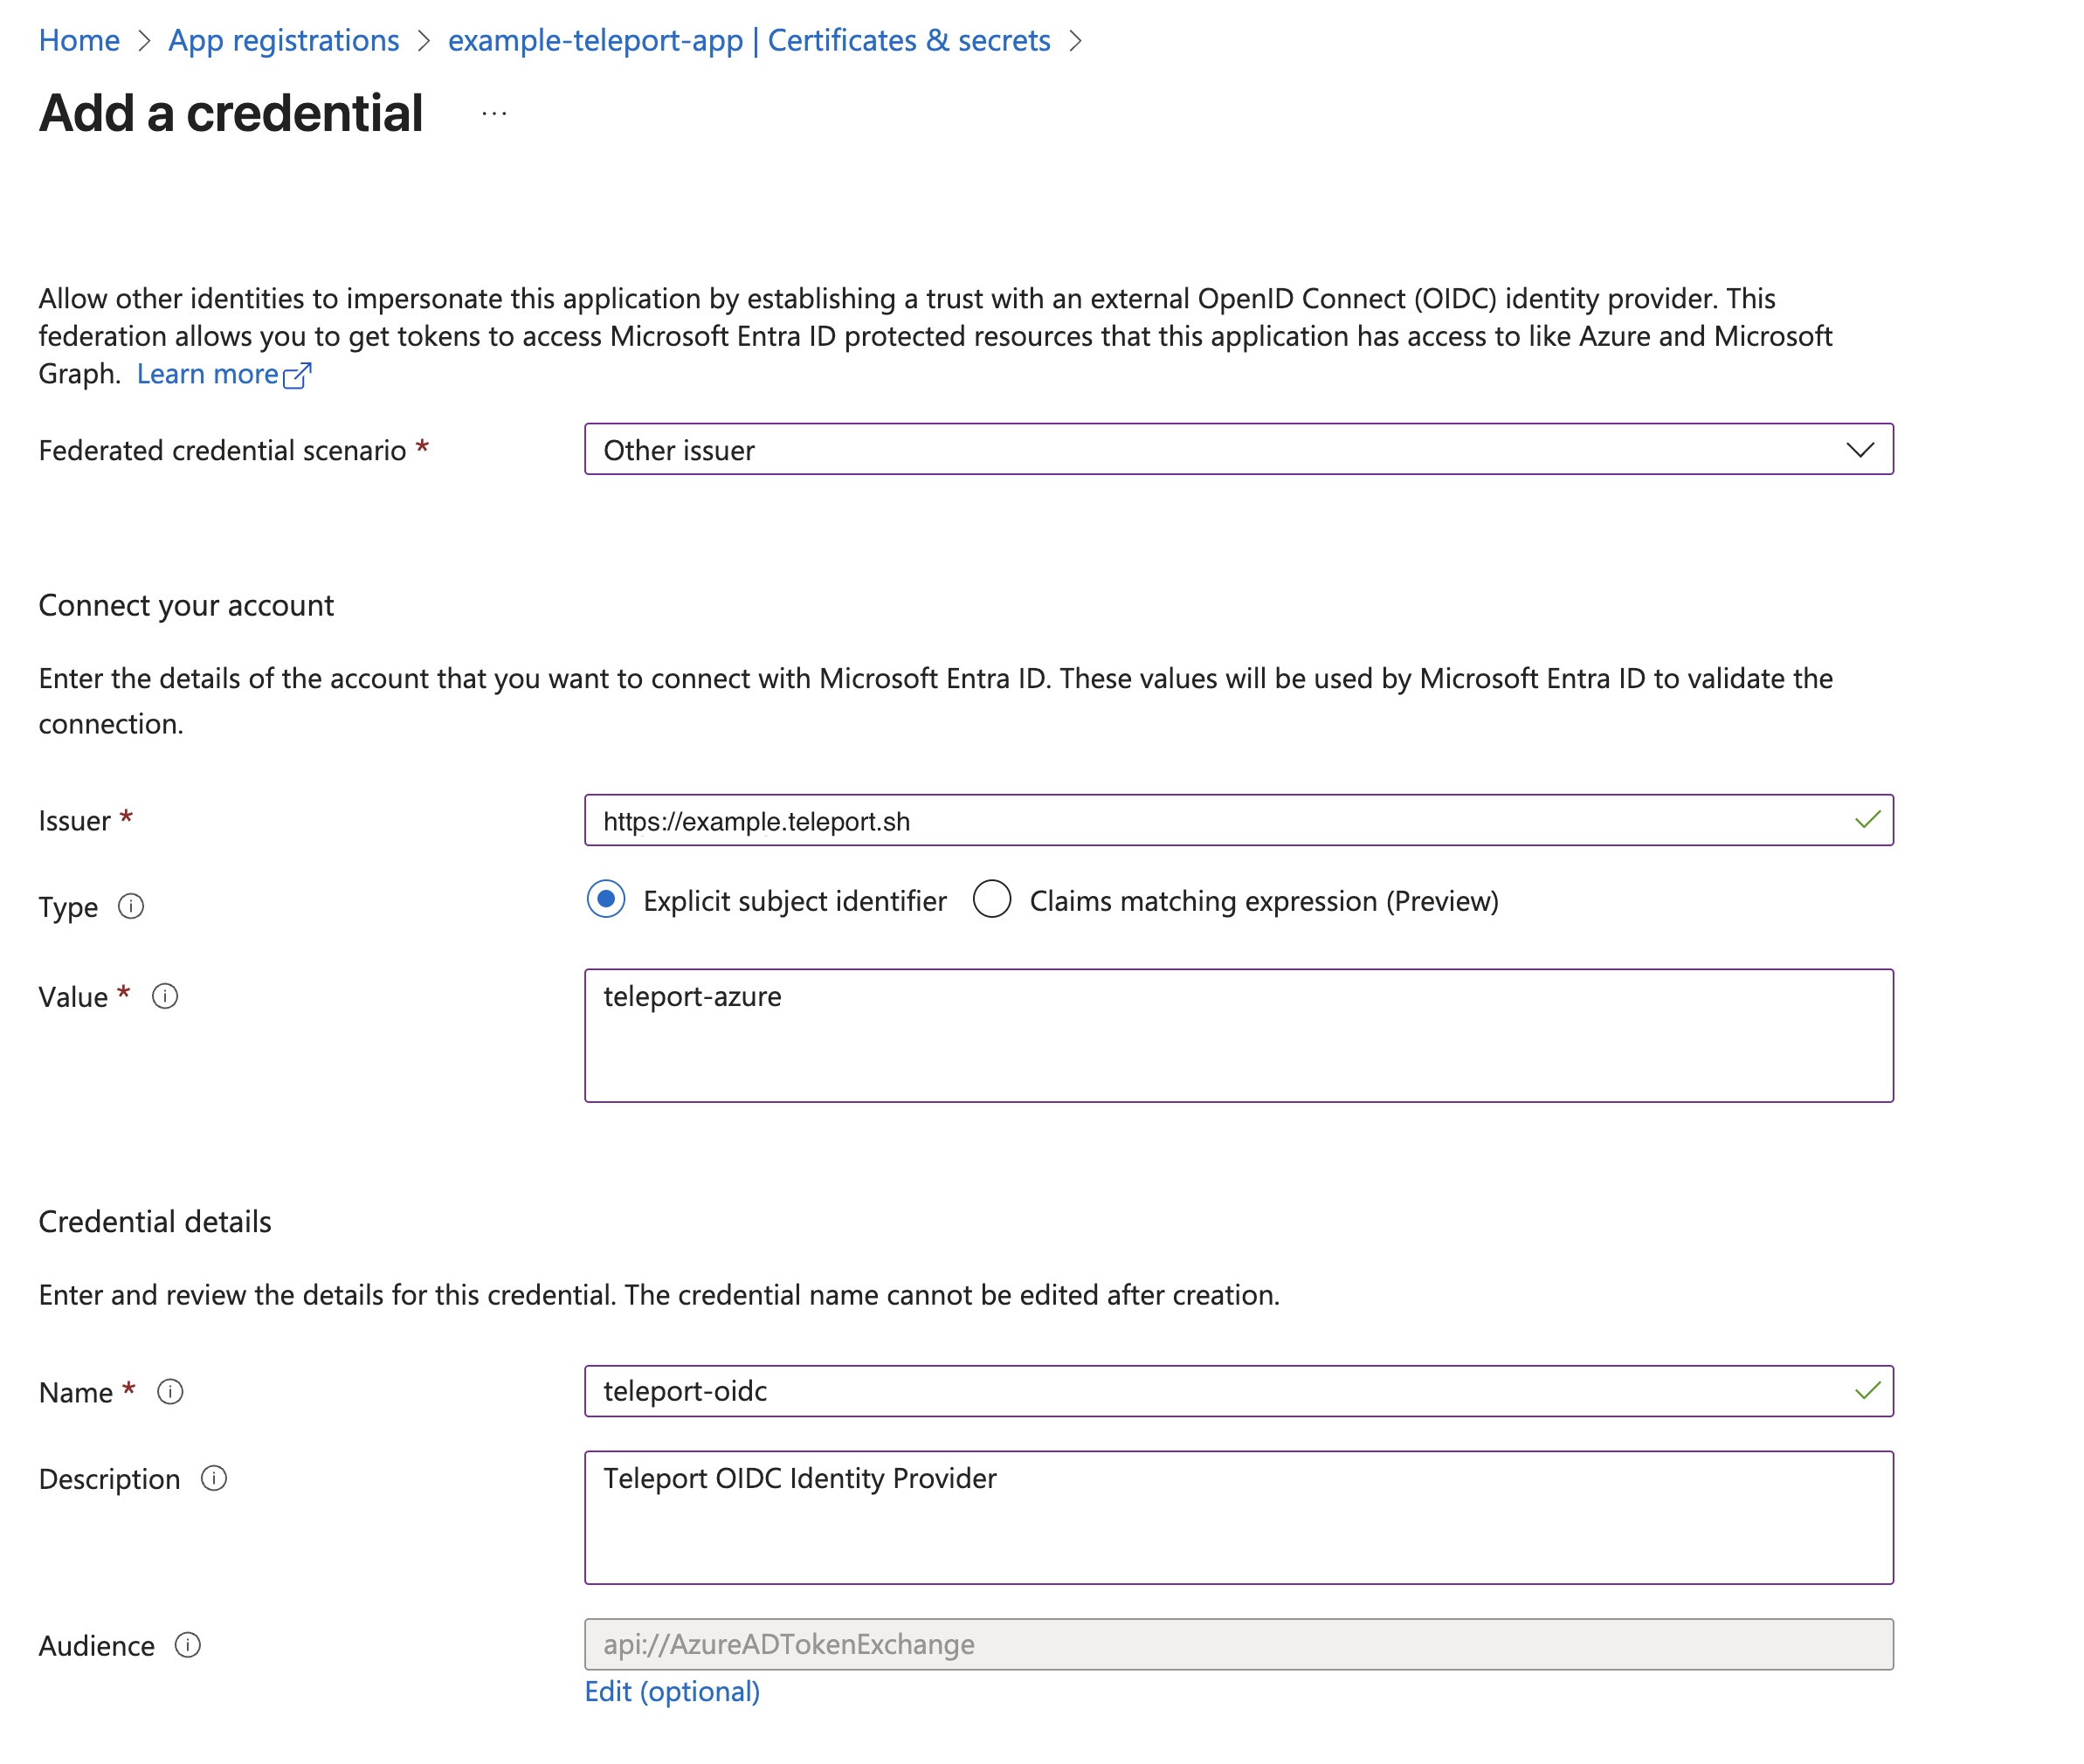 Home > App registrations > example-teleport-app | Certificates & secrets >
Add a credential ...
Allow other identities to impersonate this application by establishing a trust with an external OpenID Connect (OIDC) identity provider. This
federation allows you to get tokens to access Microsoft Entra ID protected resources that this application has access to like Azure and Microsoft
Graph. Learn more
Federated credential scenario * Other issuer
Connect your account
Enter the details of the account that you want to connect with Microsoft Entra ID. These values will be used by Microsoft Entra ID to validate the
connection.
Issuer * https://example.teleport.sh
Type Explicit subject identifier Claims matching expression (Preview)
Value * teleport-azure
Credential details
Enter and review the details for this credential. The credential name cannot be edited after creation.
Name * teleport-oidc
Description Teleport OIDC Identity Provider
Audience api://AzureADTokenExchange
Edit (optional)